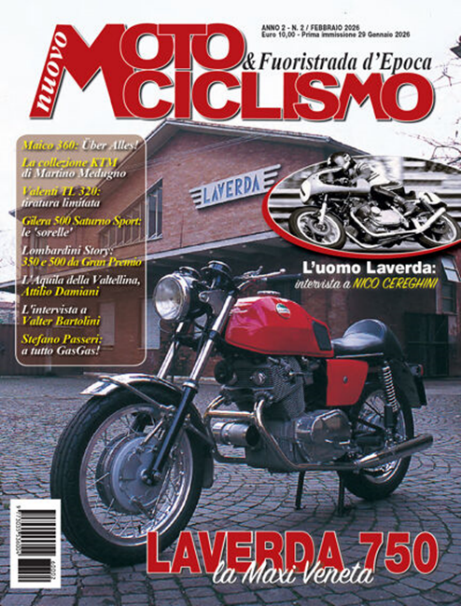 ANNO 2 - N. 2 / FEBBRAIO 2026
Euro 10,00 - Prima immissione 29 Gennaio 2026
nuovo
MOTO
& Fuoristrada d'Epoca
CICLISMO
Maico 360: Über Alles!
La collezione KTM
di Martino Medugno
Valenti TL 320:
tiratura limitata
Gilera 500 Saturno Sport:
le 'sorelle'
Lombardini Story:
350 e 500 da Gran Premio
L'Aquila della Valtellina,
Attilio Damiani
L'intervista a
Valter Bartolini
Stefano Passeri:
a tutto GasGas!
LAVERDA
L'uomo Laverda:
intervista a NICO CEREGHINI
LAVERDA 750
la Maxi Veneta